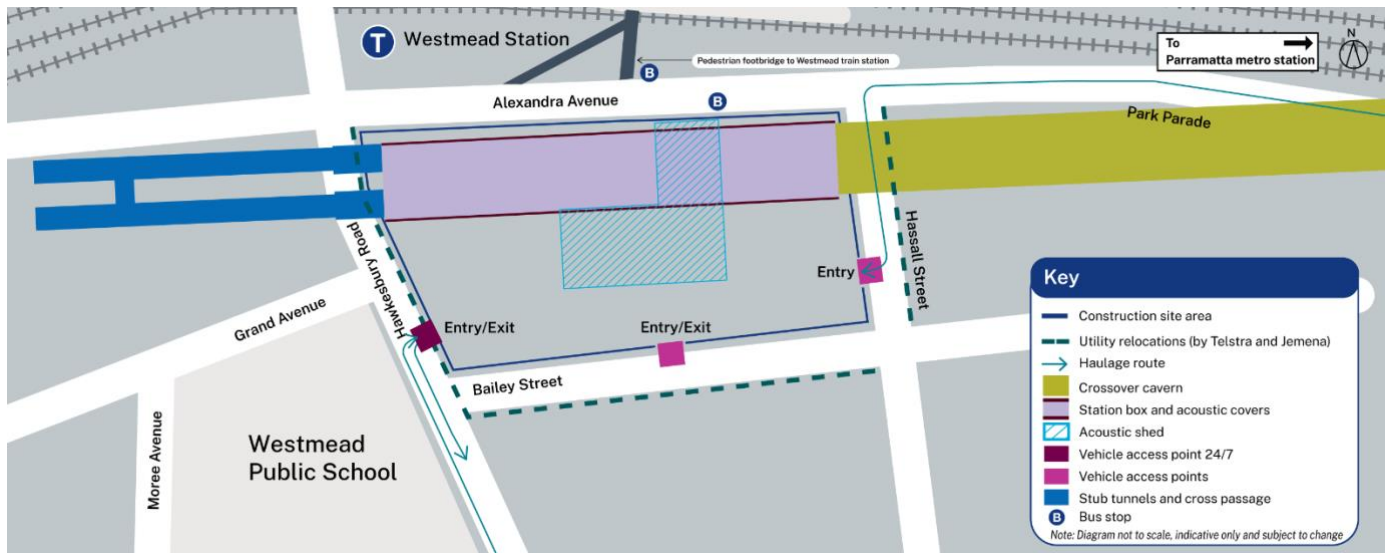 T Westmead Station
Pedestrian footbridge to Westmead train station
To
Parramatta metro station
N
B
B
Alexandra Avenue
Park Parade
Hawkesbury Road
Hassall Street
Entry
Grand Avenue
Entry/Exit
Entry/Exit
Bailey Street
Moree Avenue
Westmead
Public School
Key
Construction site area
Utility relocations (by Telstra and Jemena)
Haulage route
Crossover cavern
Station box and acoustic covers
Acoustic shed
Vehicle access point 24/7
Vehicle access points
Stub tunnels and cross passage
B Bus stop
Note: Diagram not to scale, indicative only and subject to change